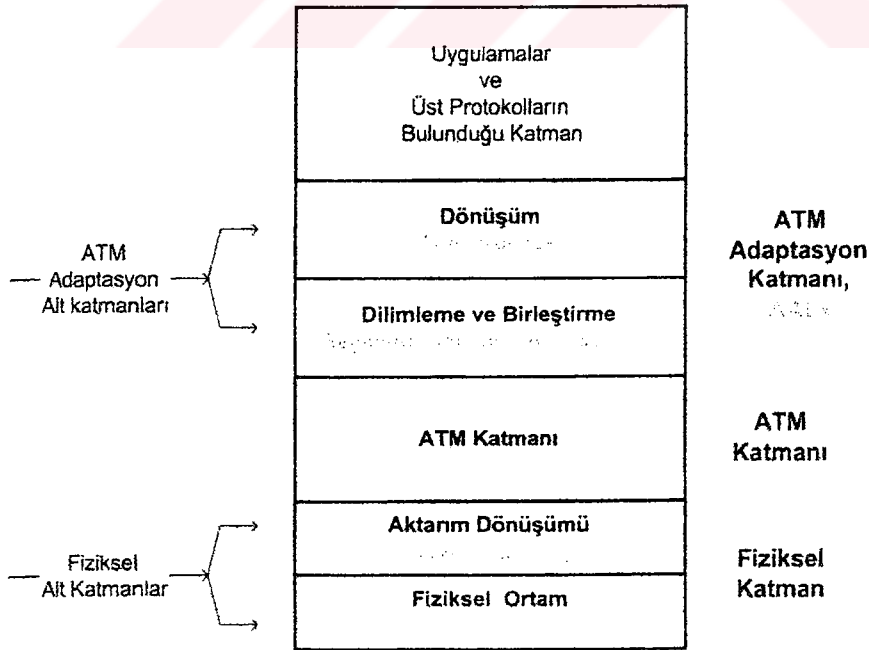 Uygulamalar
ve
Üst Protokolların
Bulunduğu Katman
Dönüşüm
ATM
Adaptasyon
Katmanı,
ATM
Adaptasyon
Alt katmanları
Dilimleme ve Birleştirme
ATM Katmanı
ATM
Katmanı
Aktarım Dönüşümü
Fiziksel
Alt Katmanlar
Fiziksel
Katman
Fiziksel Ortam